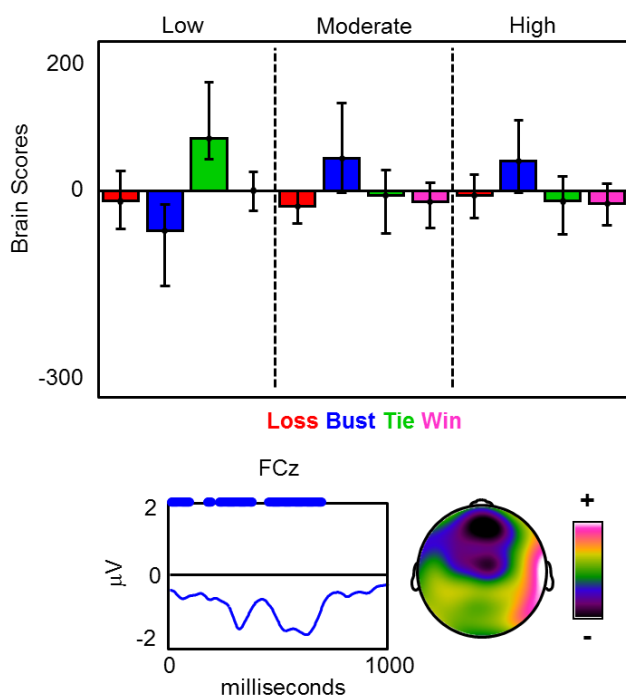 Low Moderate High
200
0
-300
Brain Scores
Loss Bust Tie Win
FCz
2
0
-2
μV
0 1000
milliseconds
+
-